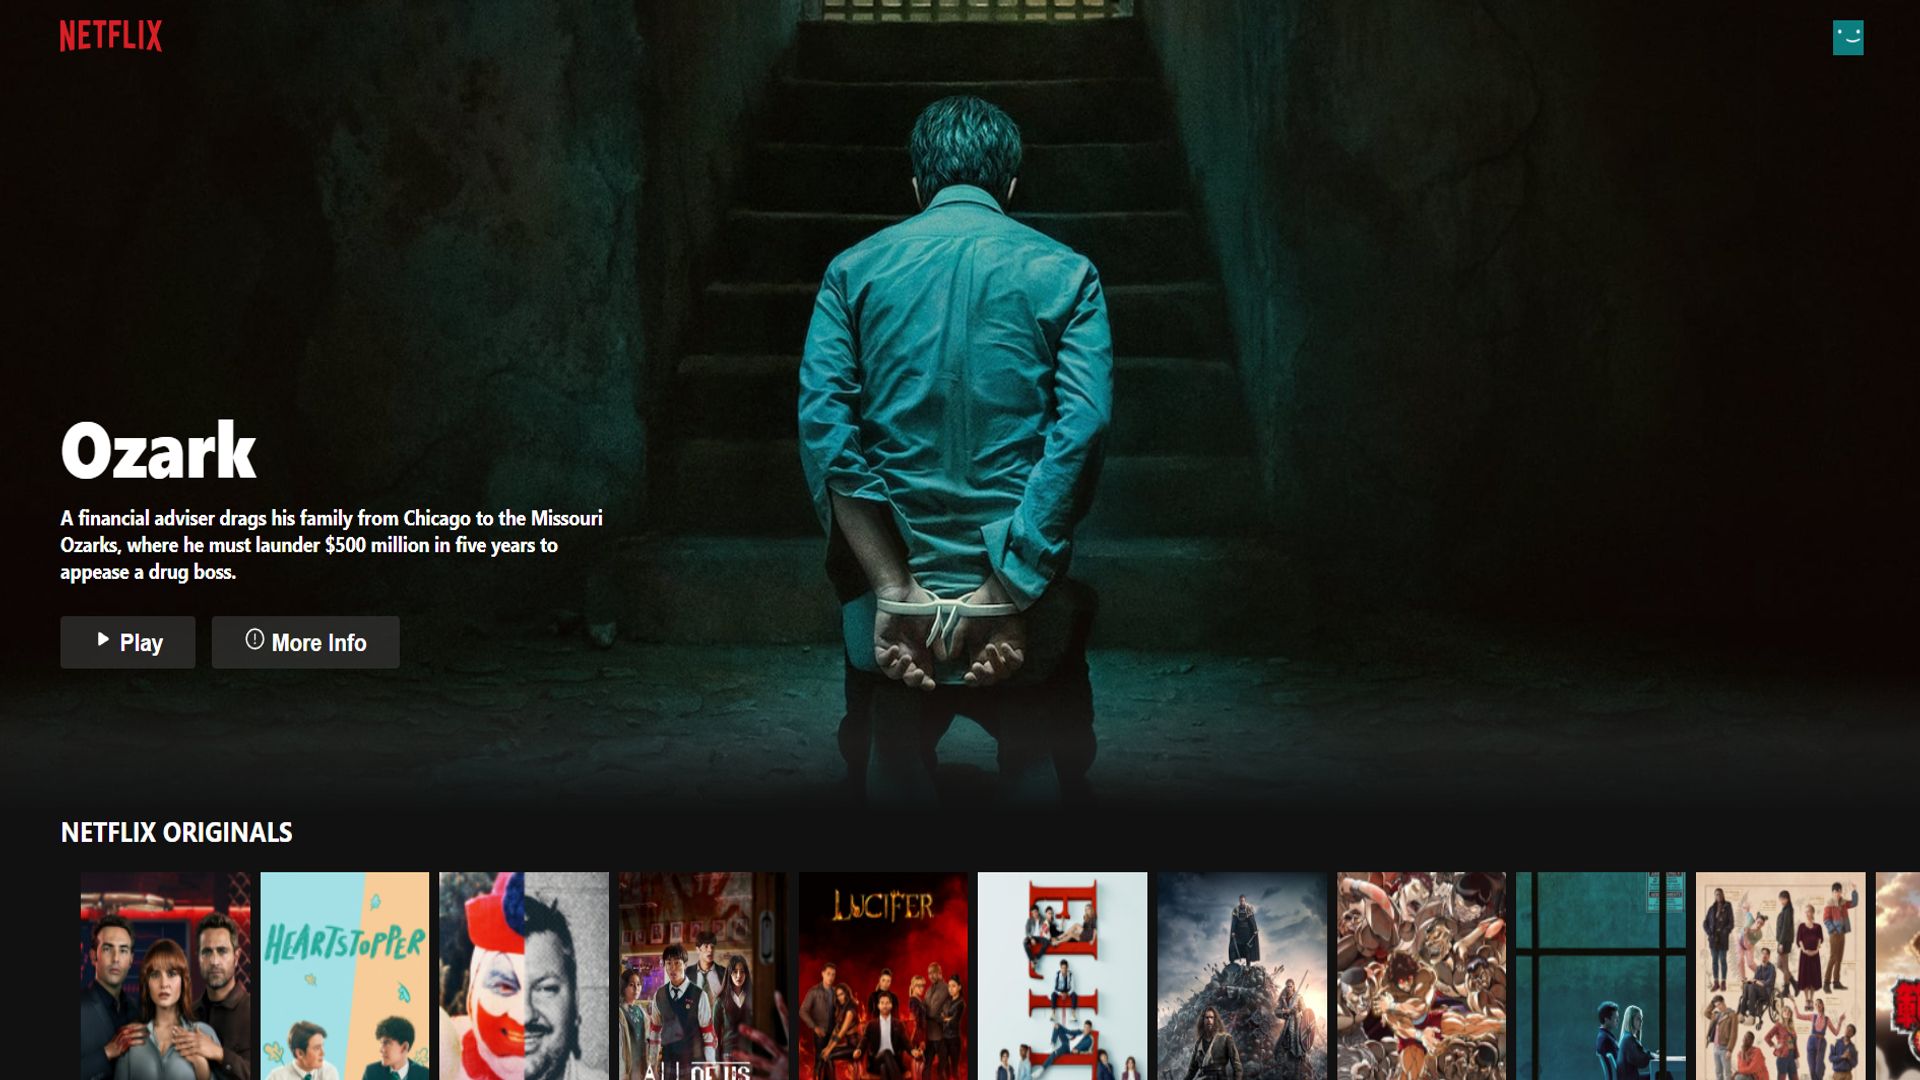 NETFLIX
Ozark
A financial adviser drags his family from Chicago to the Missouri
Ozarks, where he must launder $500 million in five years to
appease a drug boss.
Play
More Info
NETFLIX ORIGINALS
HEARTSTOPPER
LUCIFER
ELIT
ALL OF US